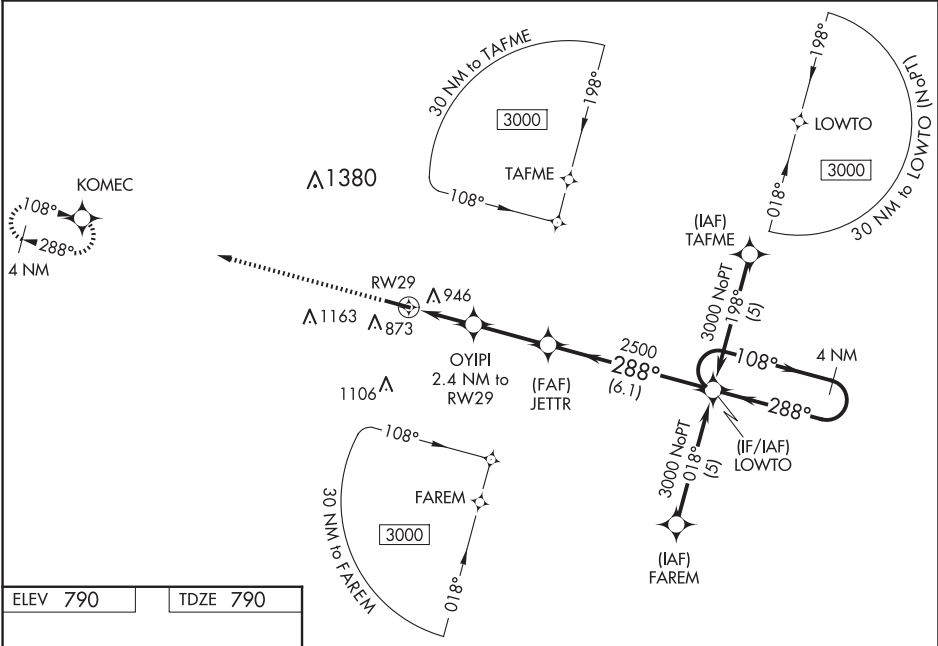 30 NM to TAFME
3000
198°
TAFME
108°
198°
LOWTO
3000
018°
30 NM to LOWTO (NoPT)
KOMEC
108°
288°
4 NM
1380
(IAF)
TAFME
3000 NoPT
198°
(5)
RW29
946
1163
873
OYIPI
2.4 NM to
RW29
(FAF)
JETTR
2500
288°
(6.1)
108°
4 NM
288°
(IF/IAF)
LOWTO
1106
3000 NoPT
018°
(5)
(IAF)
FAREM
108°
FAREM
3000
018°
30 NM to FAREM
ELEV 790
TDZE 790